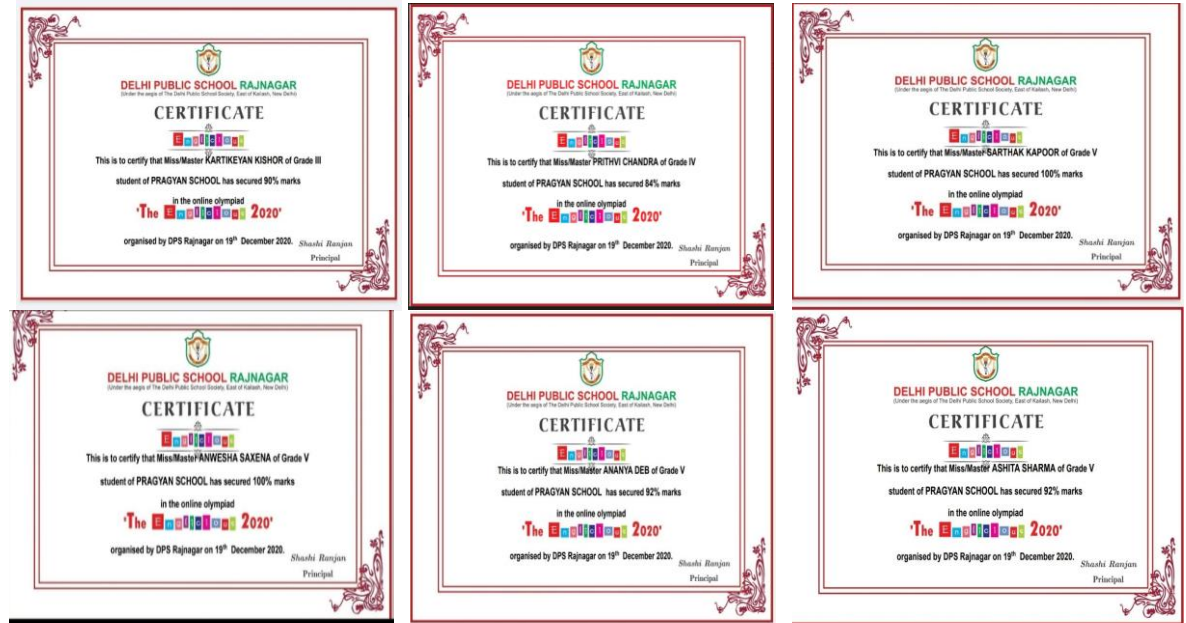 DELHI PUBLIC SCHOOL RAJNAGAR
(Under the aegis of The Delhi Public School Society, East of Kailash, New Delhi)
CERTIFICATE
Englicious
This is to certify that Miss/Master KARTIKEYAN KISHOR of Grade III
student of PRAGYAN SCHOOL has secured 90% marks
in the online olympiad
'The Englicious 2020'
organised by DPS Rajnagar on 19th December 2020.
Shashi Ranjan
Principal
DELHI PUBLIC SCHOOL RAJNAGAR
(Under the aegis of The Delhi Public School Society, East of Kailash, New Delhi)
CERTIFICATE
Englicious
This is to certify that Miss/Master PRITHVI CHANDRA of Grade IV
student of PRAGYAN SCHOOL has secured 84% marks
in the online olympiad
'The Englicious 2020'
organised by DPS Rajnagar on 19th December 2020.
Shashi Ranjan
Principal
DELHI PUBLIC SCHOOL RAJNAGAR
(Under the aegis of The Delhi Public School Society, East of Kailash, New Delhi)
CERTIFICATE
Englicious
This is to certify that Miss/Master SARTHAK KAPOOR of Grade V
student of PRAGYAN SCHOOL has secured 100% marks
in the online olympiad
'The Englicious 2020'
organised by DPS Rajnagar on 19th December 2020.
Shashi Ranjan
Principal
DELHI PUBLIC SCHOOL RAJNAGAR
(Under the aegis of The Delhi Public School Society, East of Kailash, New Delhi)
CERTIFICATE
Englicious
This is to certify that Miss/Master ANWESHA SAXENA of Grade V
student of PRAGYAN SCHOOL has secured 100% marks
in the online olympiad
'The Englicious 2020'
organised by DPS Rajnagar on 19th December 2020.
Shashi Ranjan
Principal
DELHI PUBLIC SCHOOL RAJNAGAR
(Under the aegis of The Delhi Public School Society, East of Kailash, New Delhi)
CERTIFICATE
Englicious
This is to certify that Miss/Master ANANYA DEB of Grade V
student of PRAGYAN SCHOOL has secured 92% marks
in the online olympiad
'The Englicious 2020'
organised by DPS Rajnagar on 19th December 2020.
Shashi Ranjan
Principal
DELHI PUBLIC SCHOOL RAJNAGAR
(Under the aegis of The Delhi Public School Society, East of Kailash, New Delhi)
CERTIFICATE
Englicious
This is to certify that Miss/Master ASHITA SHARMA of Grade V
student of PRAGYAN SCHOOL has secured 92% marks
in the online olympiad
'The Englicious 2020'
organised by DPS Rajnagar on 19th December 2020.
Shashi Ranjan
Principal